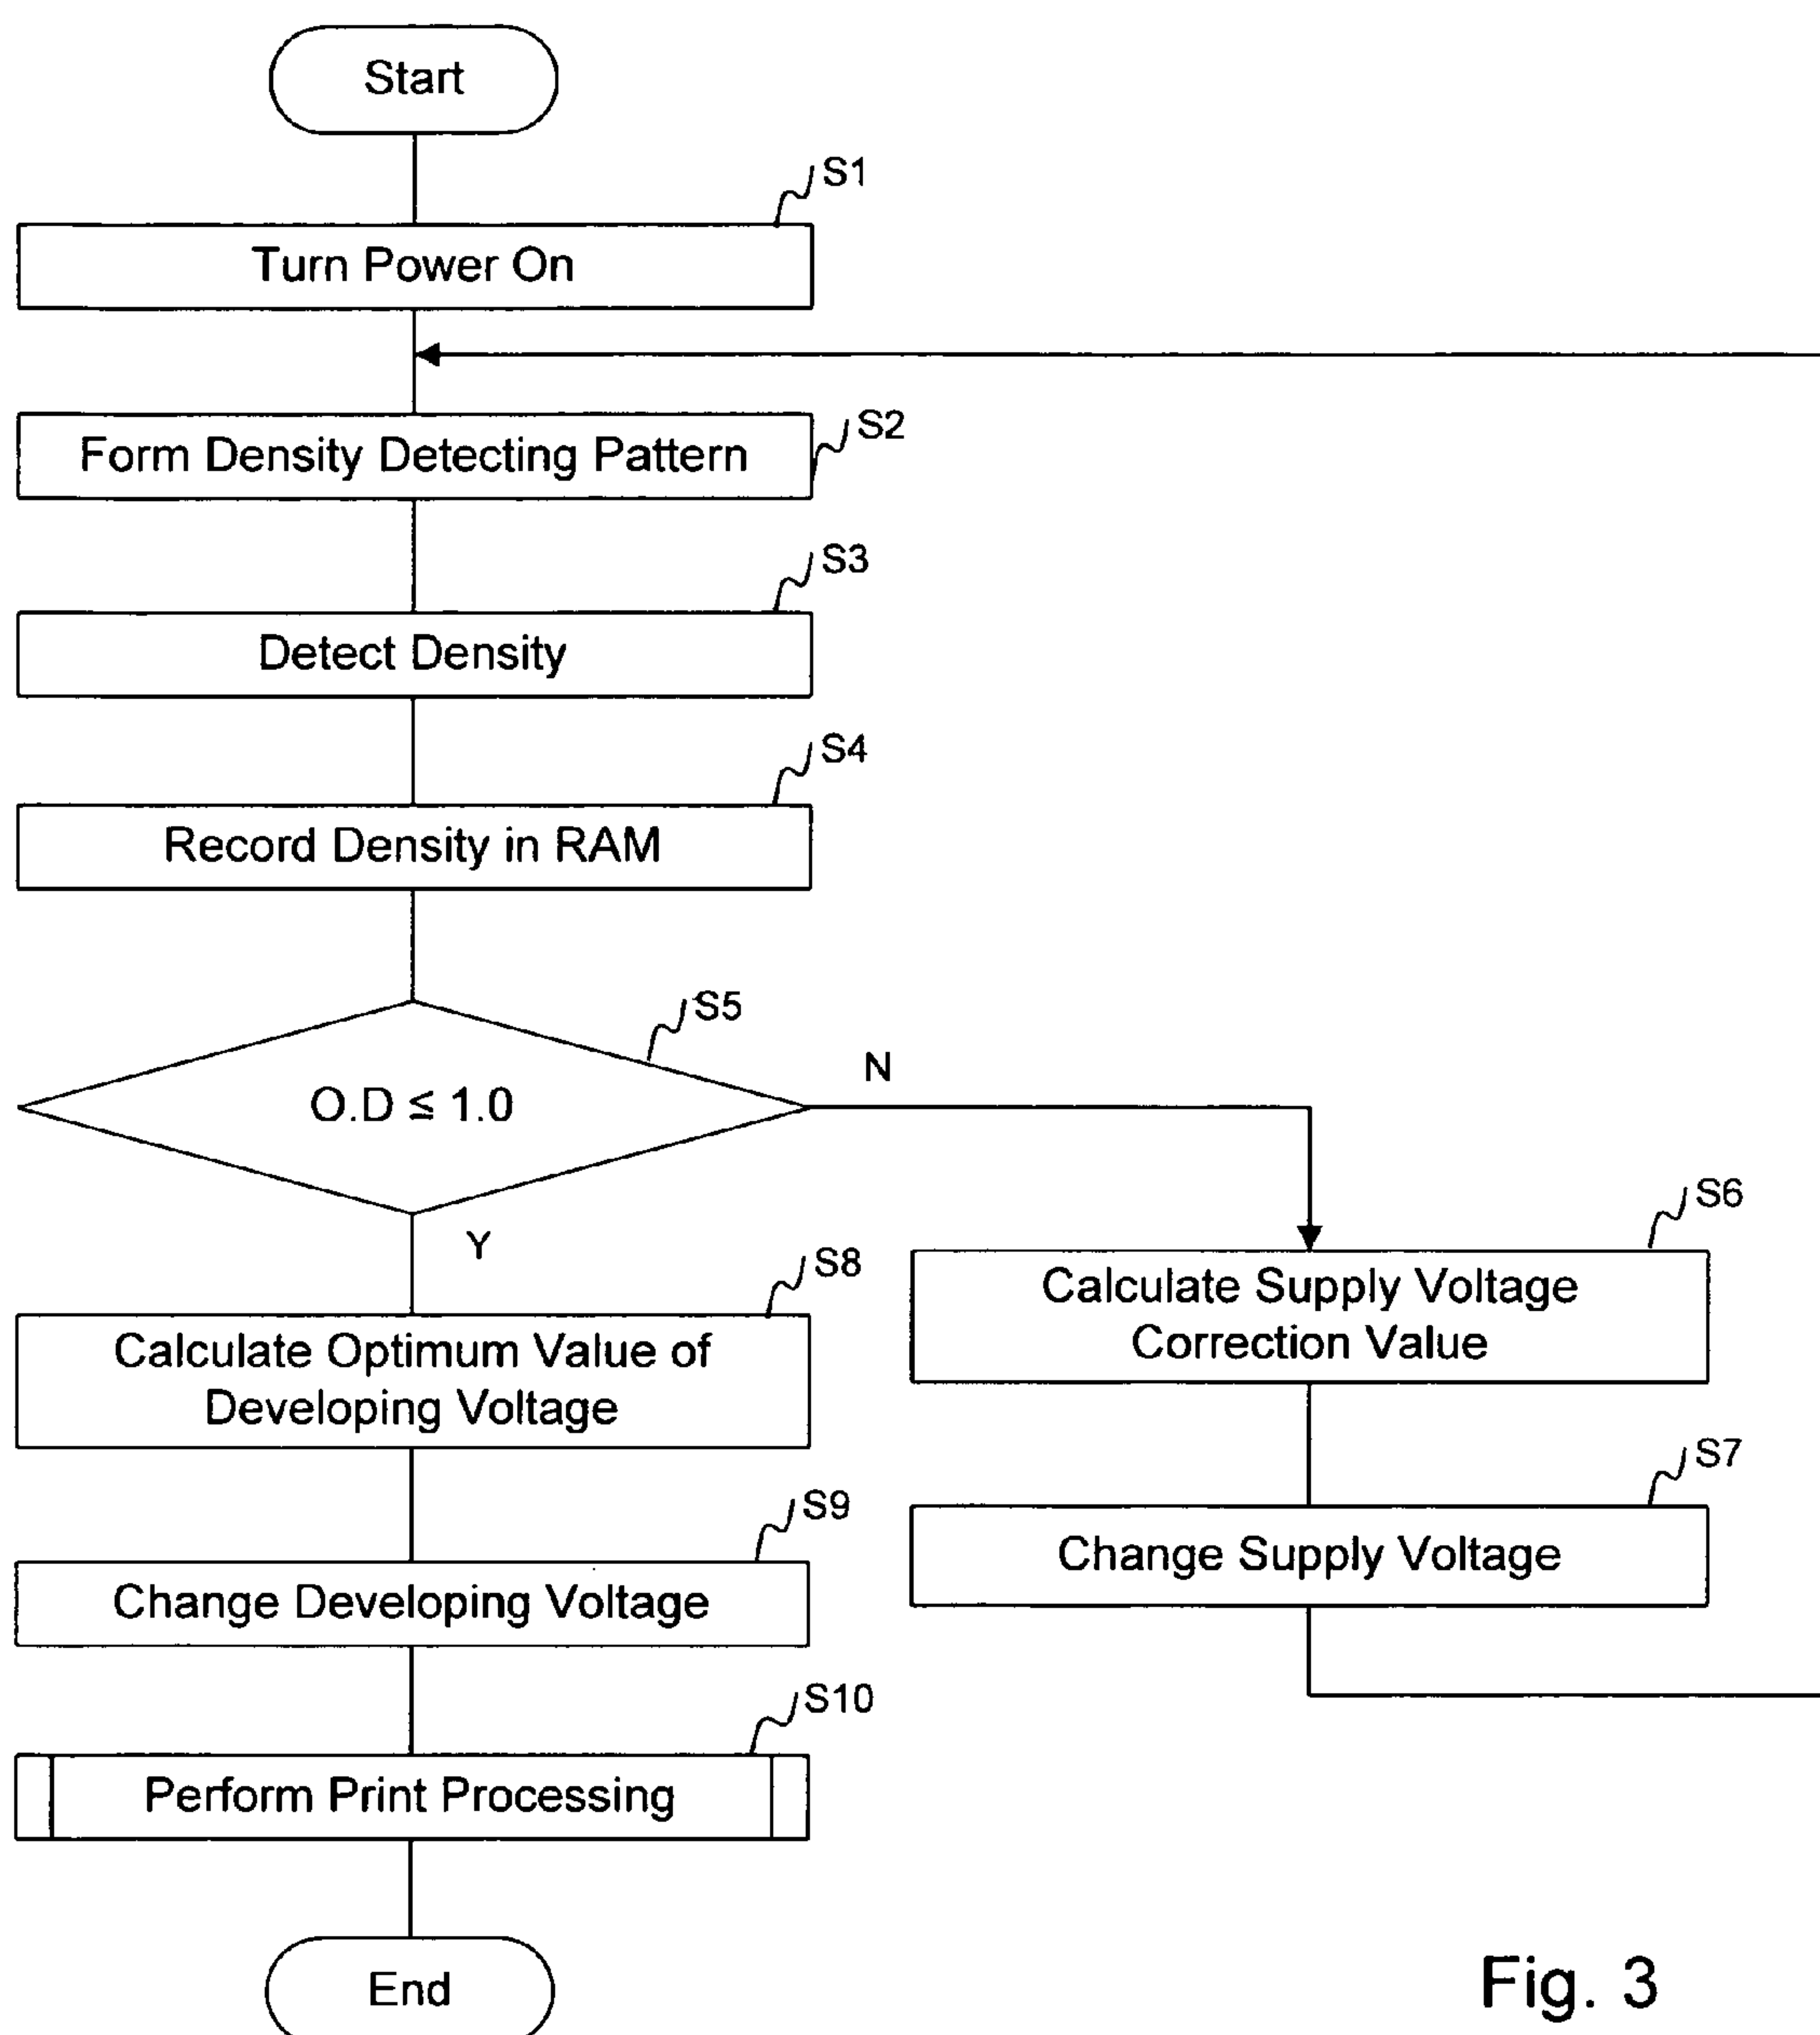 Start
S1
Turn Power On
S2
Form Density Detecting Pattern
S3
Detect Density
S4
Record Density in RAM
S5
O.D ≤ 1.0
N
Y
S6
Calculate Supply Voltage
Correction Value
S7
Change Supply Voltage
S8
Calculate Optimum Value of
Developing Voltage
S9
Change Developing Voltage
S10
Perform Print Processing
End
Fig. 3